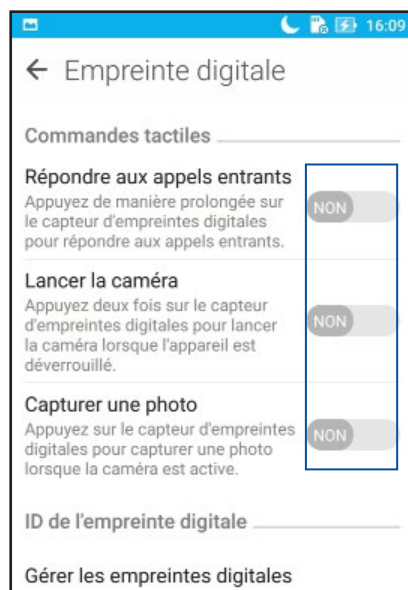 16:09
Empreinte digitale
Commandes tactiles
Répondre aux appels entrants
Appuyez de manière prolongée sur
le capteur d'empreintes digitales
pour répondre aux appels entrants.
NON
Lancer la caméra
Appuyez deux fois sur le capteur
d'empreintes digitales pour lancer
la caméra lorsque l'appareil est
déverrouillé.
NON
Capturer une photo
Appuyez sur le capteur d'empreintes
digitales pour capturer une photo
lorsque la caméra est active.
NON
ID de l'empreinte digitale
Gérer les empreintes digitales